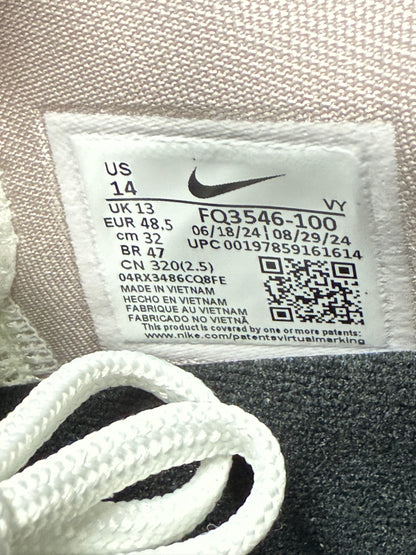 US
14
UK 13
EUR 48.5
cm 32
BR 47
CN 320(2.5)
VY
FQ3546-100
06/18/24 08/29/24
UPC 00197859161614
04RX3486CQ8FE
MADE IN VIETNAM
HECHO EN VIETNAM
FABRIQUE AU VIETNAM
FABRICADO NO VIETNÃ
This product is covered by one or more patents:
www.nike.com/patentsvirtualmarking